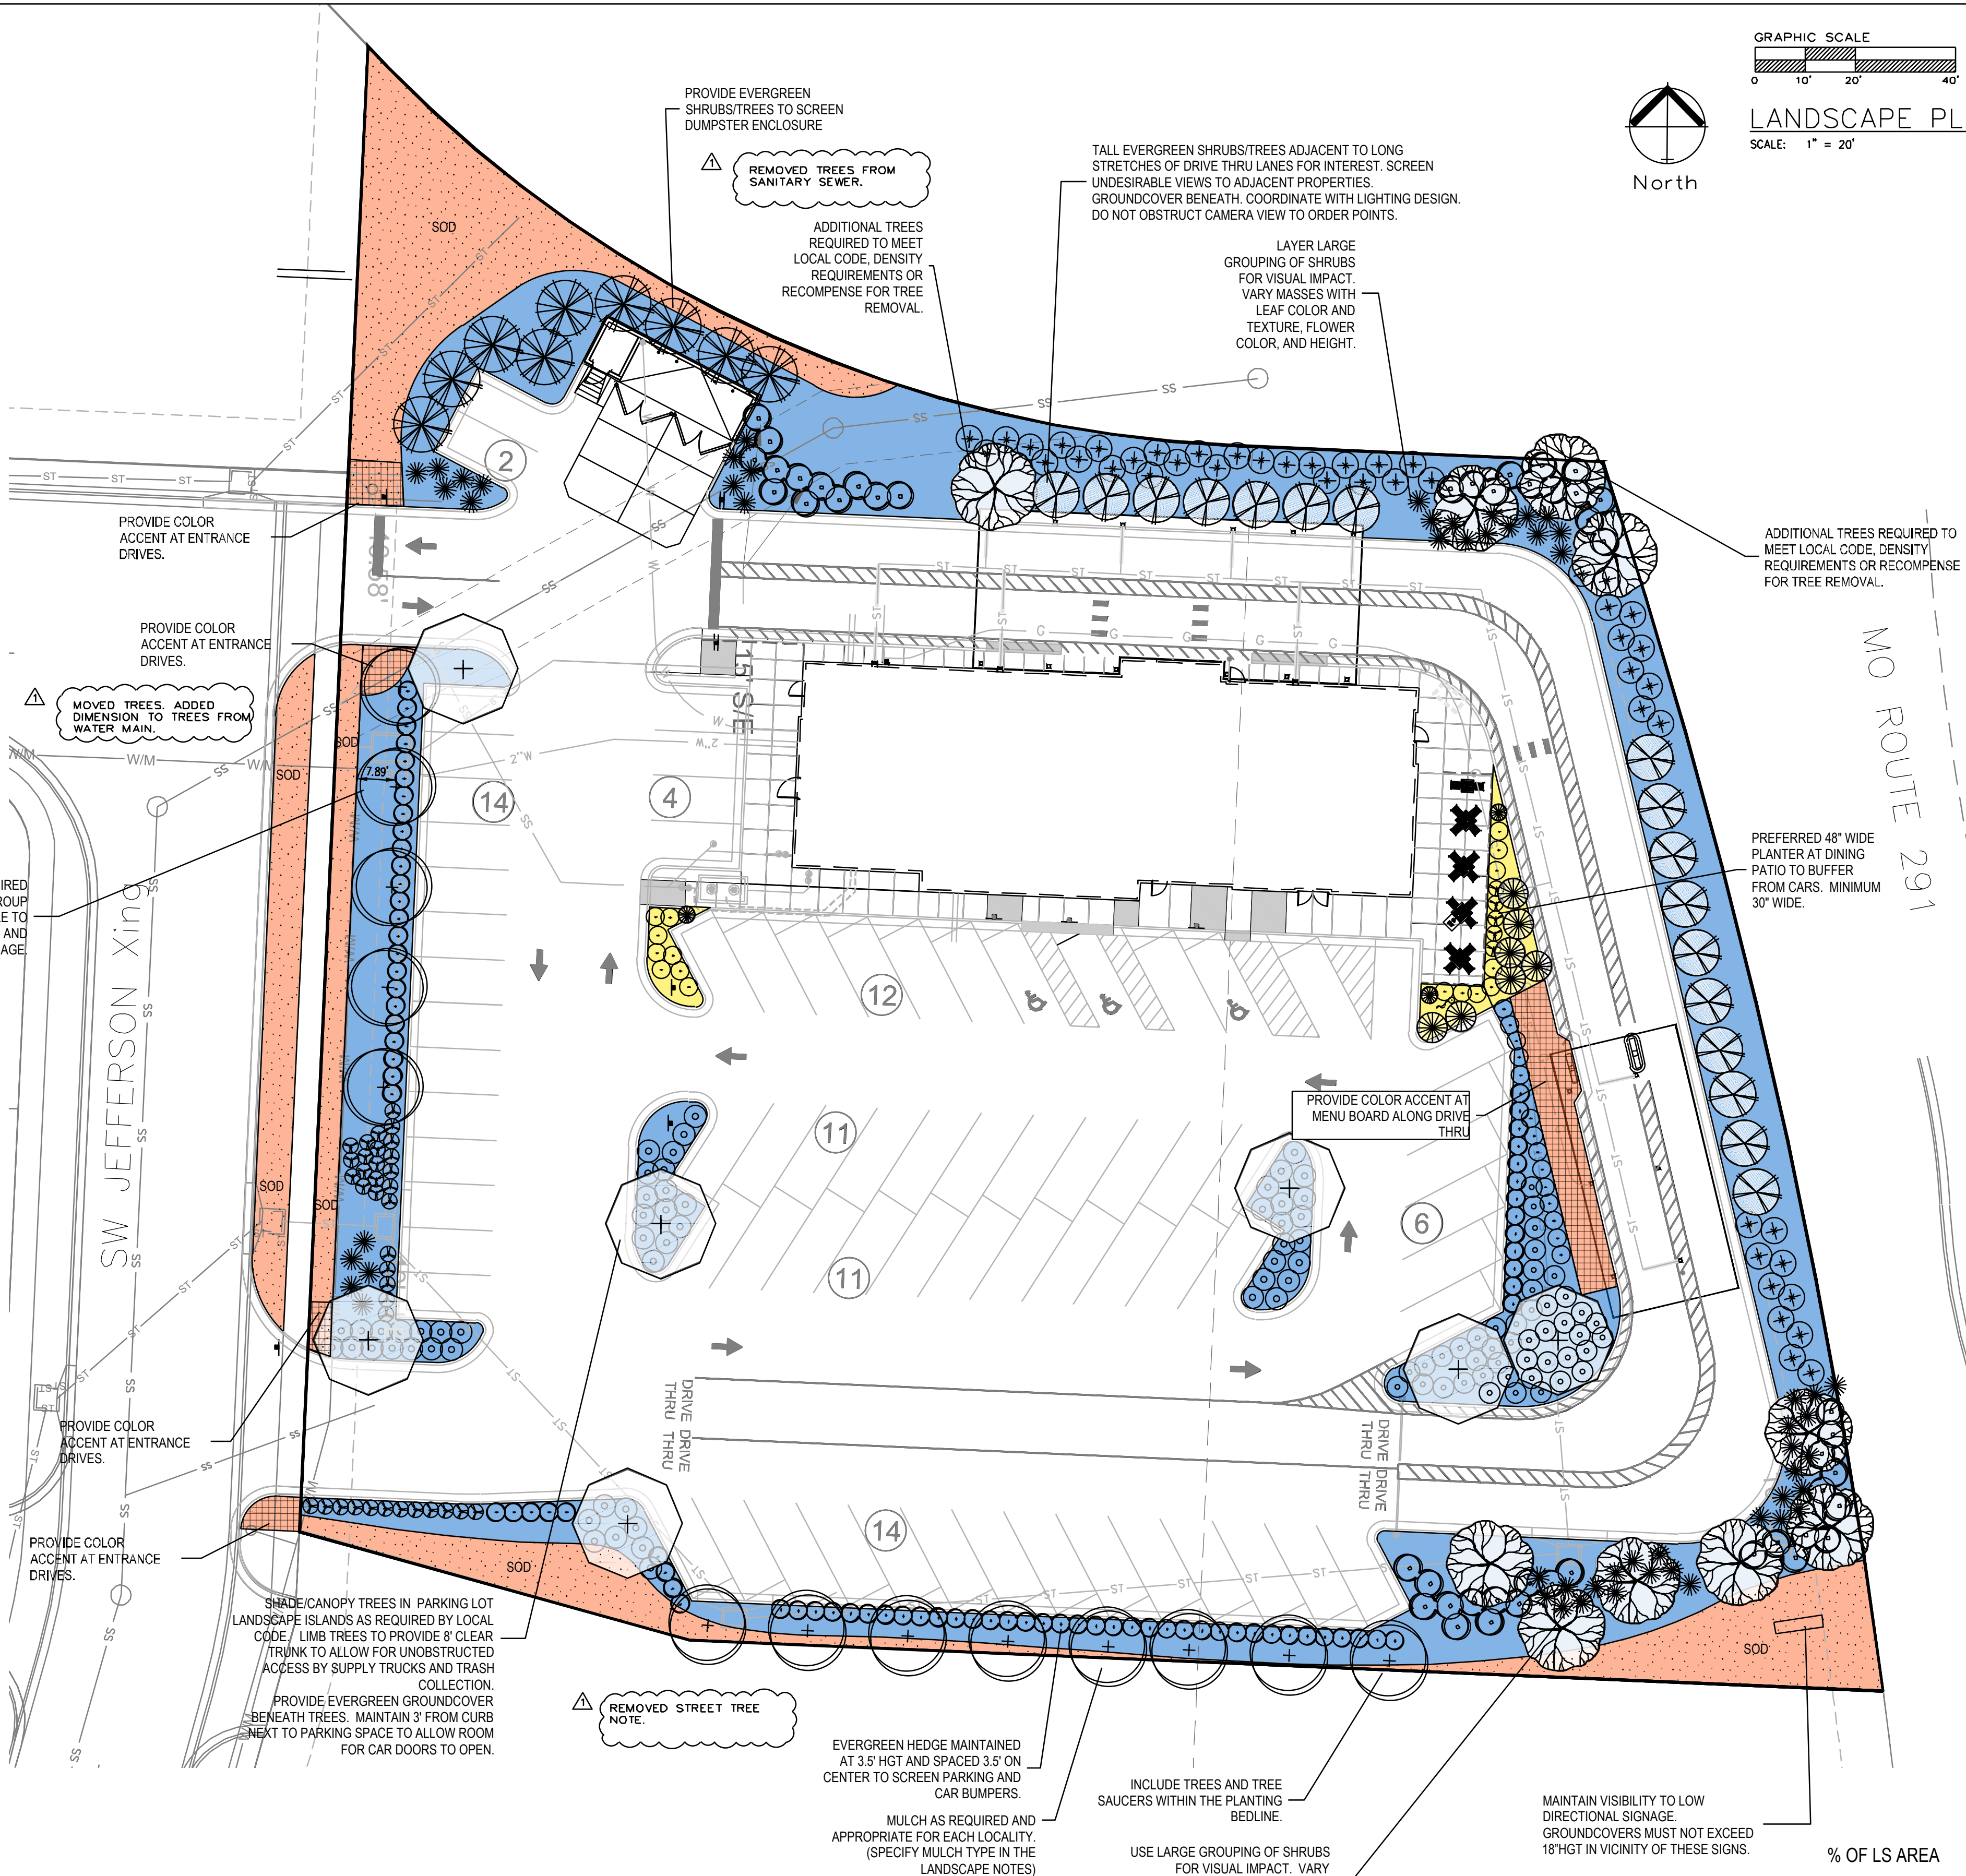 GRAPHIC SCALE
0 10' 20' 40'
LANDSCAPE PL
SCALE: 1" = 20'
North
PROVIDE EVERGREEN
SHRUBS/TREES TO SCREEN
DUMPSTER ENCLOSURE
1
REMOVED TREES FROM
SANITARY SEWER.
TALL EVERGREEN SHRUBS/TREES ADJACENT TO LONG
STRETCHES OF DRIVE THRU LANES FOR INTEREST. SCREEN
UNDESIRABLE VIEWS TO ADJACENT PROPERTIES.
GROUNDCOVER BENEATH. COORDINATE WITH LIGHTING DESIGN.
DO NOT OBSTRUCT CAMERA VIEW TO ORDER POINTS.
ADDITIONAL TREES
REQUIRED TO MEET
LOCAL CODE, DENSITY
REQUIREMENTS OR
RECOMPENSE FOR TREE
REMOVAL.
LAYER LARGE
GROUPING OF SHRUBS
FOR VISUAL IMPACT.
VARY MASSES WITH
LEAF COLOR AND
TEXTURE, FLOWER
COLOR, AND HEIGHT.
SOD
2
PROVIDE COLOR
ACCENT AT ENTRANCE
DRIVES.
ADDITIONAL TREES REQUIRED TO
MEET LOCAL CODE, DENSITY
REQUIREMENTS OR RECOMPENSE
FOR TREE REMOVAL.
PROVIDE COLOR
ACCENT AT ENTRANCE
DRIVES.
15' S/E
MO ROUTE 291
1
MOVED TREES. ADDED
DIMENSION TO TREES FROM
WATER MAIN.
SOD
SOD
7.89'
2" W
2" W
14
4
PREFERRED 48" WIDE
PLANTER AT DINING
PATIO TO BUFFER
FROM CARS. MINIMUM
30" WIDE.
IRED
ROUP
LE TO
AND
AGE.
SW JEFFERSON Xing
12
PROVIDE COLOR ACCENT AT
MENU BOARD ALONG DRIVE
THRU
11
6
SOD
SOD
11
DRIVE DRIVE
THRU THRU
DRIVE DRIVE
THRU THRU
PROVIDE COLOR
ACCENT AT ENTRANCE
DRIVES.
14
PROVIDE COLOR
ACCENT AT ENTRANCE
DRIVES.
SOD
SHADE/CANOPY TREES IN PARKING LOT
LANDSCAPE ISLANDS AS REQUIRED BY LOCAL
CODE. LIMB TREES TO PROVIDE 8' CLEAR
TRUNK TO ALLOW FOR UNOBSTRUCTED
ACCESS BY SUPPLY TRUCKS AND TRASH
COLLECTION.
PROVIDE EVERGREEN GROUNDCOVER
BENEATH TREES. MAINTAIN 3' FROM CURB
NEXT TO PARKING SPACE TO ALLOW ROOM
FOR CAR DOORS TO OPEN.
SOD
1
REMOVED STREET TREE
NOTE.
EVERGREEN HEDGE MAINTAINED
AT 3.5' HGT AND SPACED 3.5' ON
CENTER TO SCREEN PARKING AND
CAR BUMPERS.
MULCH AS REQUIRED AND
APPROPRIATE FOR EACH LOCALITY.
(SPECIFY MULCH TYPE IN THE
LANDSCAPE NOTES)
INCLUDE TREES AND TREE
SAUCERS WITHIN THE PLANTING
BEDLINE.
USE LARGE GROUPING OF SHRUBS
FOR VISUAL IMPACT. VARY
MAINTAIN VISIBILITY TO LOW
DIRECTIONAL SIGNAGE.
GROUNDCOVERS MUST NOT EXCEED
18"HGT IN VICINITY OF THESE SIGNS.
% OF LS AREA